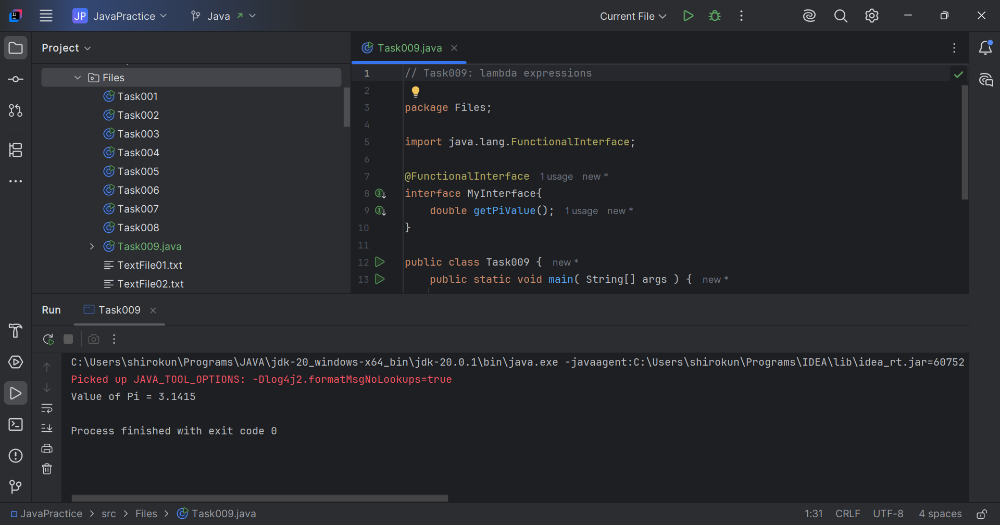 JP JavaPractice Java Current File
Project
Files
Task001
Task002
Task003
Task004
Task005
Task006
Task007
Task008
Task009.java
TextFile01.txt
TextFile02.txt
Task009.java
1 // Task009: lambda expressions
2
3 package Files;
4
5 import java.lang.FunctionalInterface;
6
7 @FunctionalInterface 1 usage new *
8 interface MyInterface{
9 double getPiValue(); 1 usage new *
10 }
11
12 public class Task009 { new *
13 public static void main( String[] args ) { new *
Run Task009
C:\Users\shirokun\Programs\JAVA\jdk-20_windows-x64_bin\jdk-20.0.1\bin\java.exe -javaagent:C:\Users\shirokun\Programs\IDEA\lib\idea_rt.jar=60752
Picked up JAVA_TOOL_OPTIONS: -Dlog4j2.formatMsgNoLookups=true
Value of Pi = 3.1415
Process finished with exit code 0
JavaPractice > src > Files > Task009.java 1:31 CRLF UTF-8 4 spaces